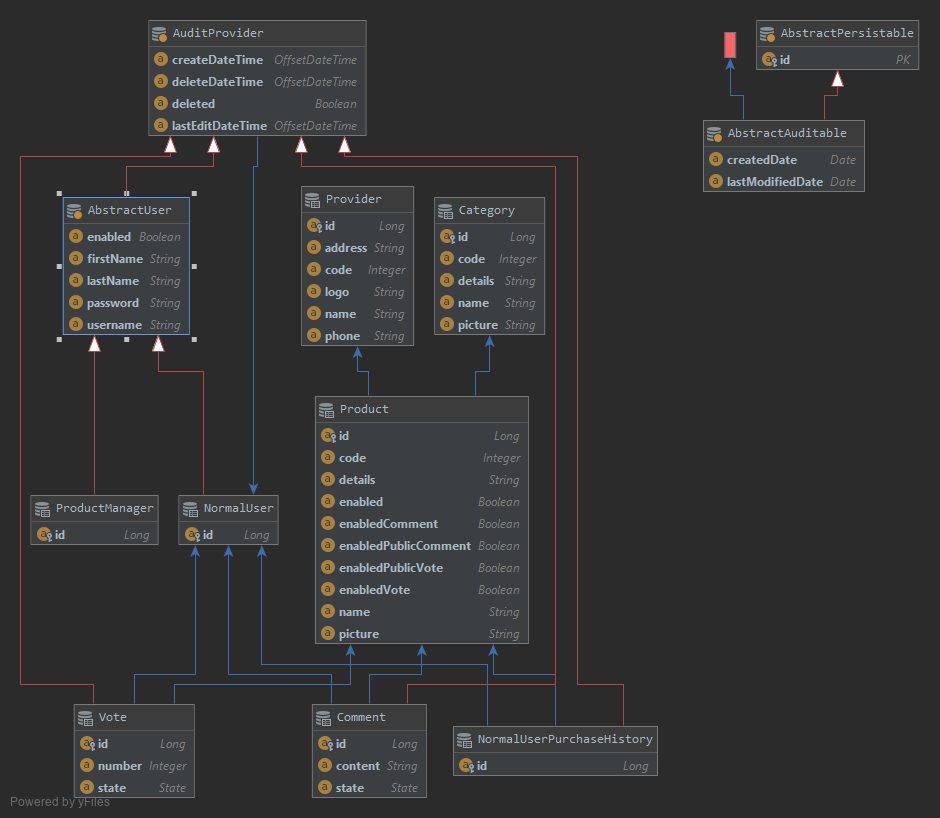 AuditProvider
createDateTime OffsetDateTime
deleteDateTime OffsetDateTime
deleted Boolean
lastEditDateTime OffsetDateTime
AbstractPersistable
id PK
AbstractAuditable
createdDate Date
lastModifiedDate Date
AbstractUser
enabled Boolean
firstName String
lastName String
password String
username String
Provider
id Long
address String
code Integer
logo String
name String
phone String
Category
id Long
code Integer
details String
name String
picture String
Product
id Long
code Integer
details String
enabled Boolean
enabledComment Boolean
enabledPublicComment Boolean
enabledPublicVote Boolean
enabledVote Boolean
name String
picture String
ProductManager
id Long
NormalUser
id Long
Vote
id Long
number Integer
state State
Comment
id Long
content String
state State
NormalUserPurchaseHistory
id Long
Powered by yFiles